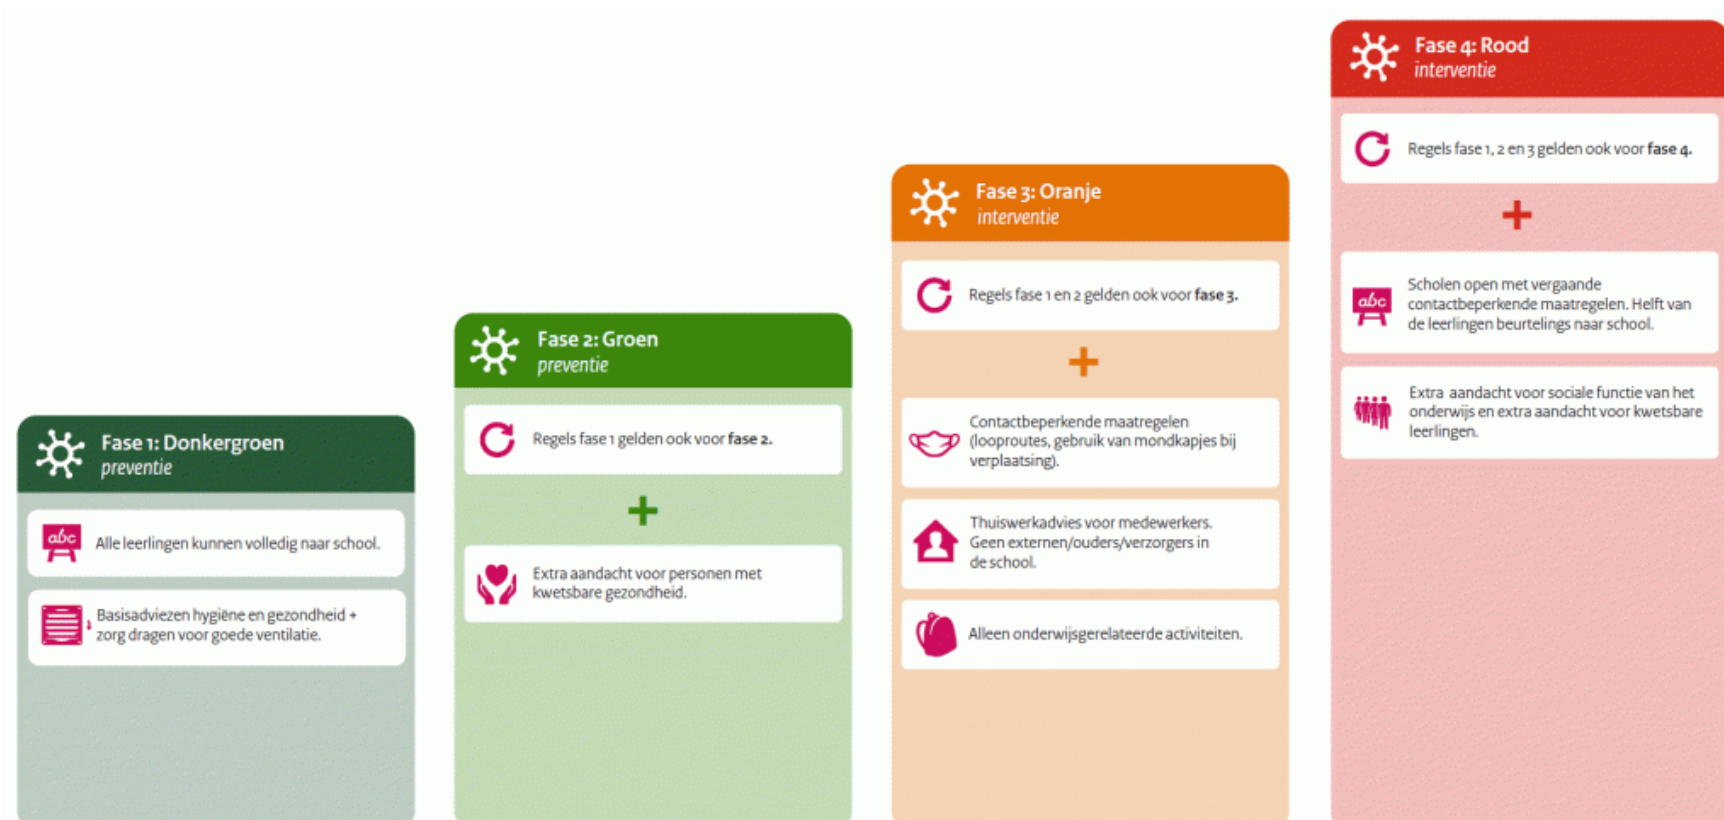 Fase 1: Donkergroen
preventie
abc
Alle leerlingen kunnen volledig naar school.
Basisadviezen hygiëne en gezondheid +
zorg dragen voor goede ventilatie.
Fase 2: Groen
preventie
Regels fase 1 gelden ook voor fase 2.
+
Extra aandacht voor personen met
kwetsbare gezondheid.
Fase 3: Oranje
interventie
Regels fase 1 en 2 gelden ook voor fase 3.
+
Contactbeperkende maatregelen
(looproutes, gebruik van mondkapjes bij
verplaatsing).
Thuiswerkadvies voor medewerkers.
Geen externen/ouders/verzorgers in
de school.
Alleen onderwijsgerelateerde activiteiten.
Fase 4: Rood
interventie
Regels fase 1, 2 en 3 gelden ook voor fase 4.
+
abc
Scholen open met vergaande
contactbeperkende maatregelen. Helft van
de leerlingen beurtelings naar school.
Extra aandacht voor sociale functie van het
onderwijs en extra aandacht voor kwetsbare
leerlingen.